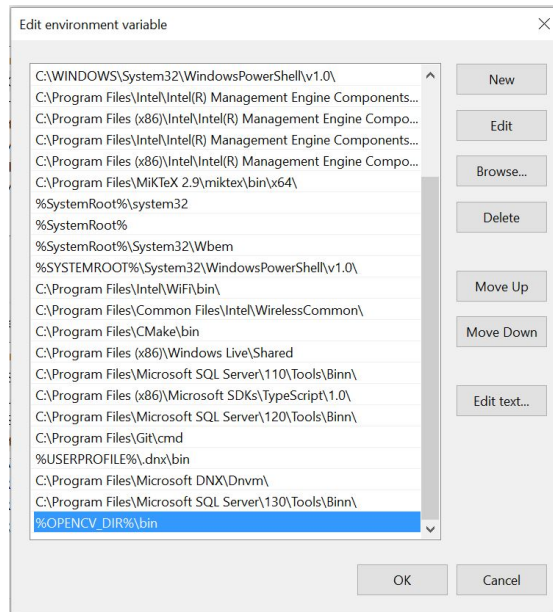 Edit environment variable
C:\WINDOWS\System32\WindowsPowerShell\v1.0\
C:\Program Files\Intel\Intel(R) Management Engine Components...
C:\Program Files (x86)\Intel\Intel(R) Management Engine Compo...
C:\Program Files\Intel\Intel(R) Management Engine Components...
C:\Program Files (x86)\Intel\Intel(R) Management Engine Compo...
C:\Program Files\MiKTeX 2.9\miktex\bin\x64\
%SystemRoot%\system32
%SystemRoot%
%SystemRoot%\System32\Wbem
%SYSTEMROOT%\System32\WindowsPowerShell\v1.0\
C:\Program Files\Intel\WiFi\bin\
C:\Program Files\Common Files\Intel\WirelessCommon\
C:\Program Files\CMake\bin
C:\Program Files (x86)\Windows Live\Shared
C:\Program Files\Microsoft SQL Server\110\Tools\Binn\
C:\Program Files (x86)\Microsoft SDKs\TypeScript\1.0\
C:\Program Files\Microsoft SQL Server\120\Tools\Binn\
C:\Program Files\Git\cmd
%USERPROFILE%\.dnx\bin
C:\Program Files\Microsoft DNX\Dnvm\
C:\Program Files\Microsoft SQL Server\130\Tools\Binn\
%OPENCV_DIR%\bin
New
Edit
Browse...
Delete
Move Up
Move Down
Edit text...
OK
Cancel